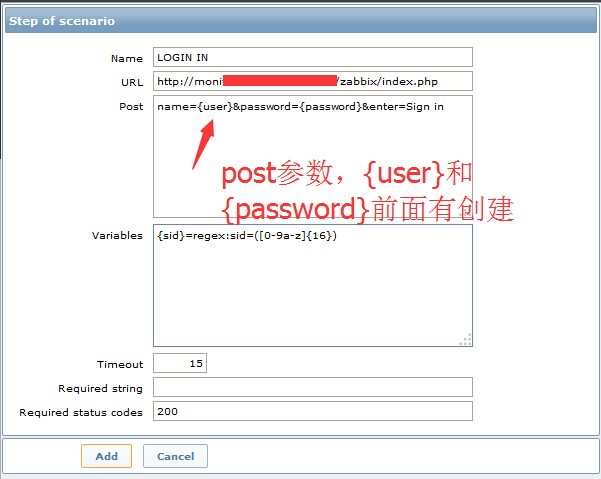 Step of scenario
Name LOGIN IN
URL http://moni /zabbix/index.php
Post name={user}&password={password}&enter=Sign in
post参数，{user}和
{password}前面有创建
Variables {sid}=regex:sid=([0-9a-z]{16})
Timeout 15
Required string
Required status codes 200
Add Cancel